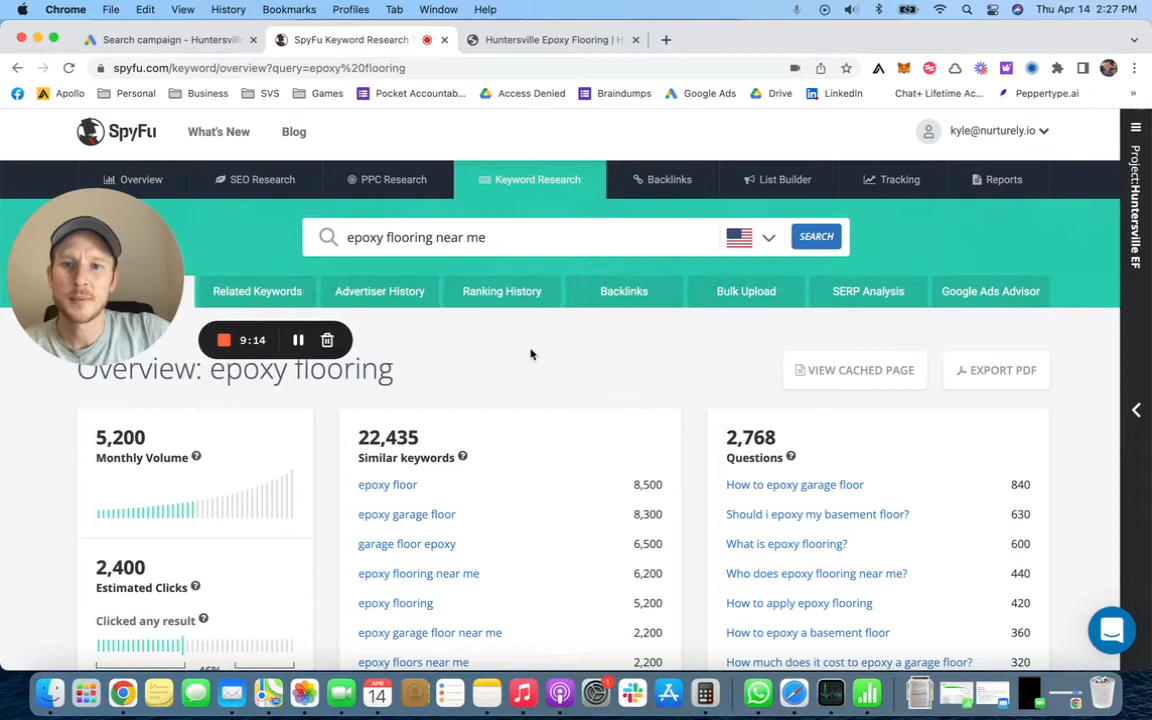 Chrome File Edit View History Bookmarks Profiles Tab Window Help Thu Apr 14 2:27 PM
Search campaign - Huntersvill
SpyFu Keyword Research T
Huntersville Epoxy Flooring | H
spyfu.com/keyword/overview?query=epoxy%20flooring
Apollo Personal Business SVS Games Pocket Accountab... Access Denied Braindumps Google Ads Drive LinkedIn Chat+ Lifetime Ac... Peppertype.ai »
SpyFu What's New Blog kyle@nurturely.io
Overview SEO Research PPC Research Keyword Research Backlinks List Builder Tracking Reports
Project:Huntersville EF
epoxy flooring near me SEARCH
Related Keywords Advertiser History Ranking History Backlinks Bulk Upload SERP Analysis Google Ads Advisor
9:14
Overview: epoxy flooring VIEW CACHED PAGE EXPORT PDF
5,200
Monthly Volume
2,400
Estimated Clicks
Clicked any result
46%
22,435
Similar keywords
epoxy floor 8,500
epoxy garage floor 8,300
garage floor epoxy 6,500
epoxy flooring near me 6,200
epoxy flooring 5,200
epoxy garage floor near me 2,200
epoxy floors near me 2,200
2,768
Questions
How to epoxy garage floor 840
Should i epoxy my basement floor? 630
What is epoxy flooring? 600
Who does epoxy flooring near me? 440
How to apply epoxy flooring 420
How to epoxy a basement floor 360
How much does it cost to epoxy a garage floor? 320
APR
14
1